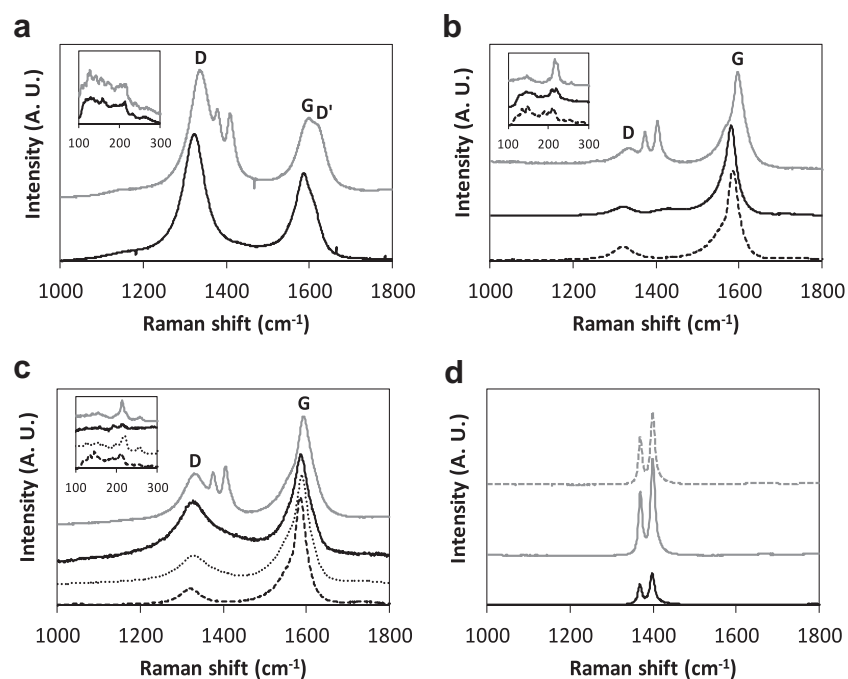 a
b
Intensity (A. U.)
D
G
D'
100 200 300
1000 1200 1400 1600 1800
Raman shift (cm⁻¹)
Intensity (A. U.)
G
D
100 200 300
1000 1200 1400 1600 1800
Raman shift (cm⁻¹)
c
d
Intensity (A. U.)
G
D
100 200 300
1000 1200 1400 1600 1800
Raman shift (cm⁻¹)
Intensity (A. U.)
1000 1200 1400 1600 1800
Raman shift (cm⁻¹)